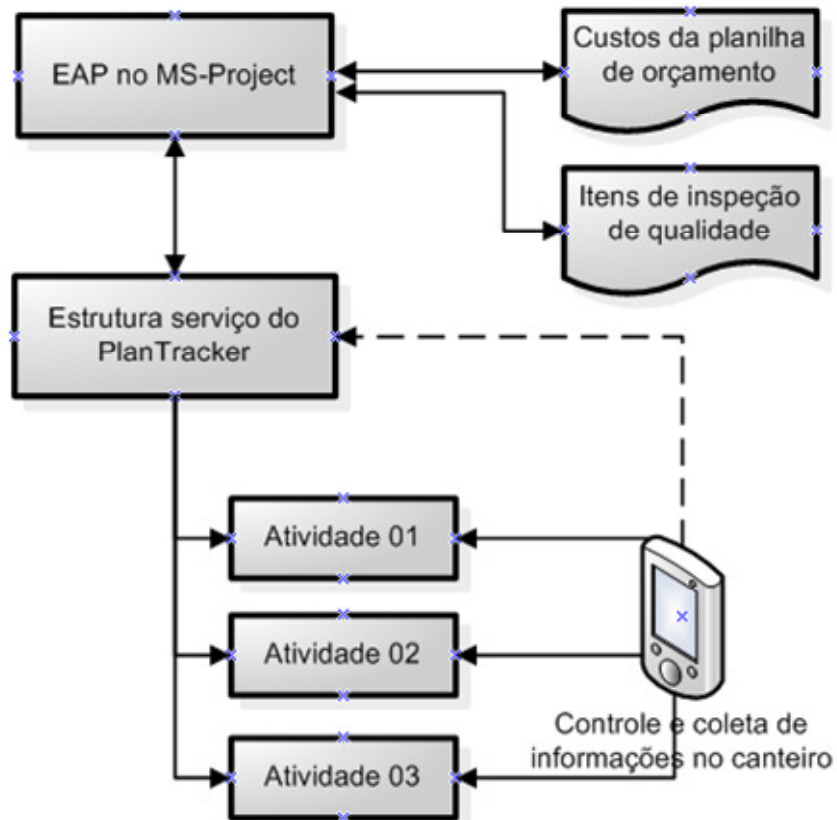 EAP no MS-Project
Custos da planilha
de orçamento
Itens de inspeção
de qualidade
Estrutura serviço do
PlanTracker
Atividade 01
Atividade 02
Atividade 03
Controle e coleta de
informações no canteiro